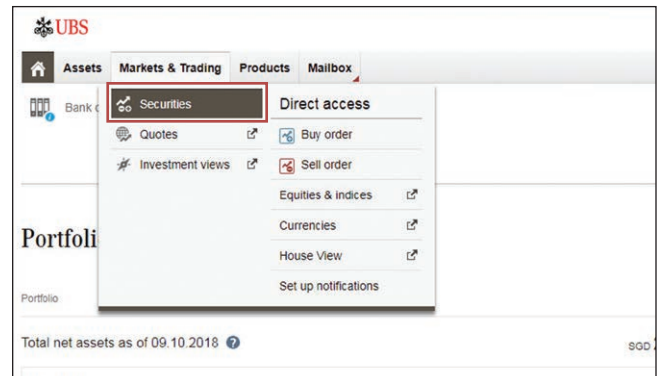 UBS
Assets Markets & Trading Products Mailbox
Bank
Securities
Quotes
Investment views
Direct access
Buy order
Sell order
Equities & indices
Currencies
House View
Set up notifications
Portfoli
Portfolio
Total net assets as of 09.10.2018 ?
SGD